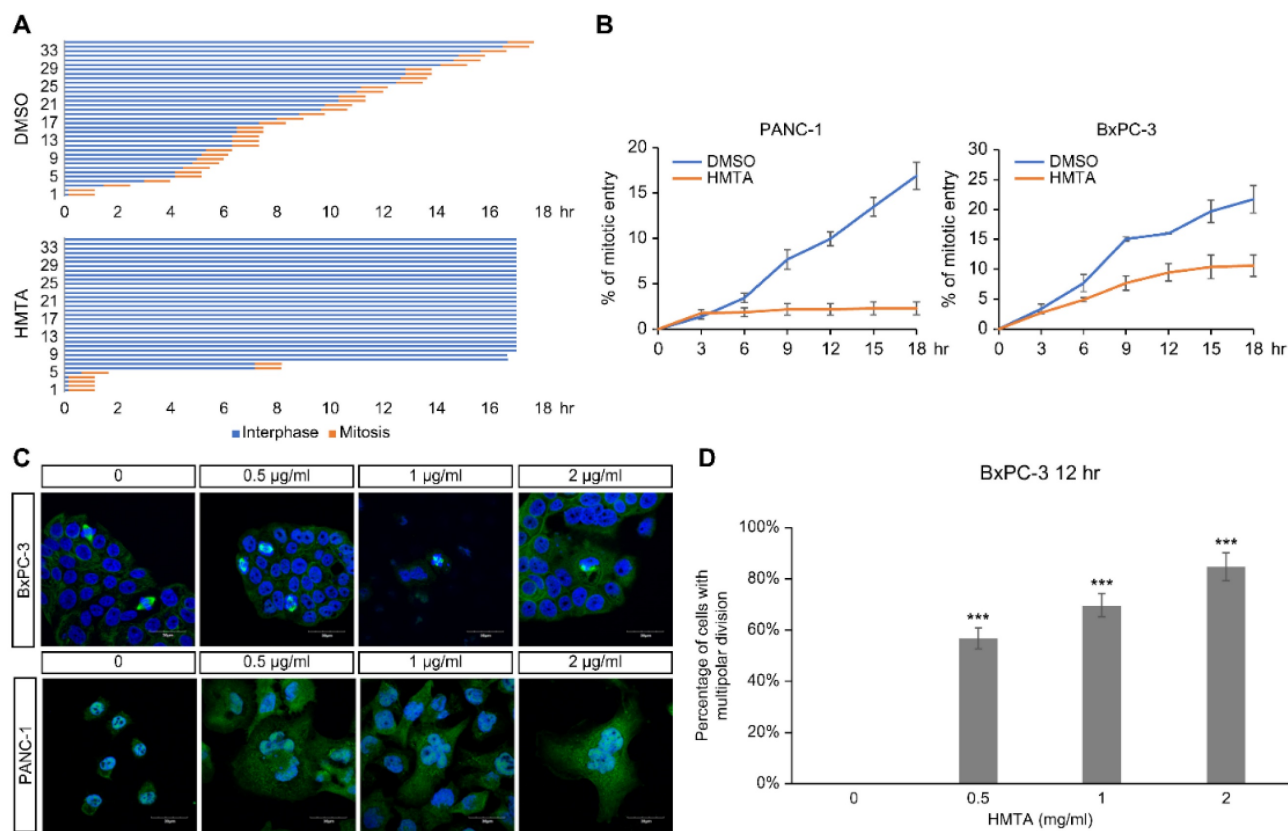 A
DMSO
33
29
25
21
17
13
9
5
1
0 2 4 6 8 10 12 14 16 18 hr
HMTA
33
29
25
21
17
13
9
5
1
0 2 4 6 8 10 12 14 16 18 hr
Interphase Mitosis
B
PANC-1
DMSO
HMTA
% of mitotic entry
20
15
10
5
0
0 3 6 9 12 15 18 hr
BxPC-3
DMSO
HMTA
% of mitotic entry
30
25
20
15
10
5
0
0 3 6 9 12 15 18 hr
C
0 0.5 µg/ml 1 µg/ml 2 µg/ml
BxPC-3
0 0.5 µg/ml 1 µg/ml 2 µg/ml
PANC-1
D
BxPC-3 12 hr
Percentage of cells with
multipolar division
100%
80%
60%
40%
20%
0%
*** *** ***
0 0.5 1 2
HMTA (mg/ml)